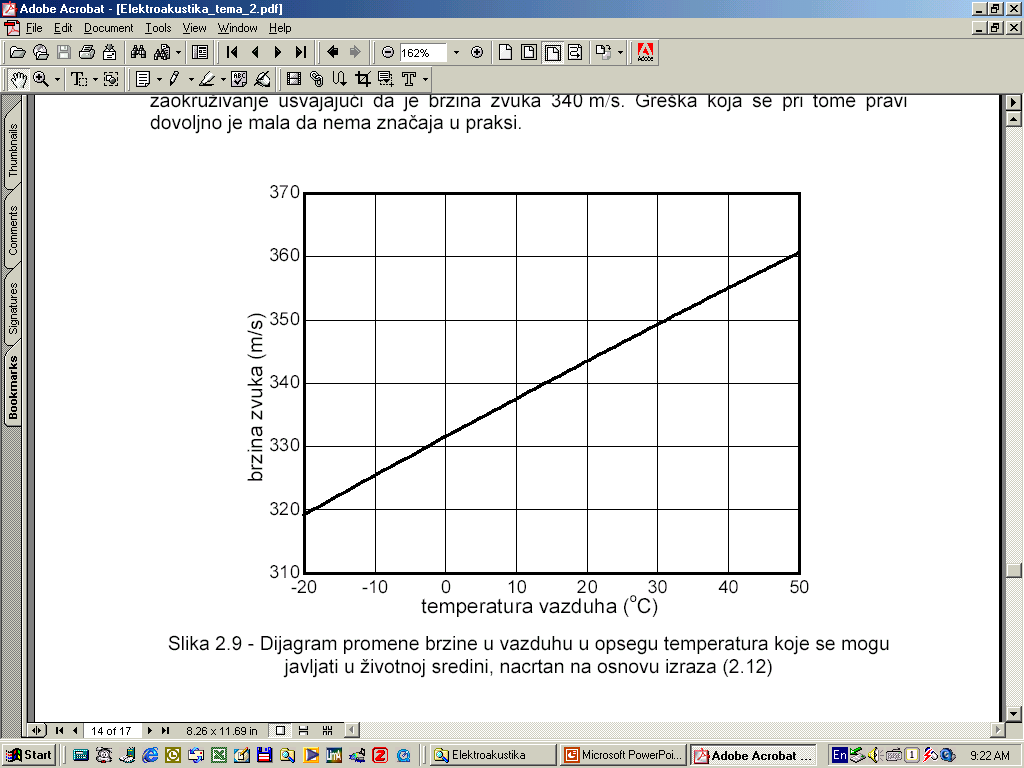 Adobe Acrobat - [Elektroakustika_tema_2.pdf]
File Edit Document Tools View Window Help
162%
Adobe
Thumbnails
Comments
Signatures
Bookmarks
zaokruživanje usvajajući da je brzina zvuka 340 m/s. Greška koja se pri tome pravi
dovoljno je mala da nema značaja u praksi.
370
360
350
340
330
320
310
brzina zvuka (m/s)
-20 -10 0 10 20 30 40 50
temperatura vazduha (°C)
Slika 2.9 - Dijagram promene brzine u vazduhu u opsegu temperatura koje se mogu
javljati u životnoj sredini, nacrtan na osnovu izraza (2.12)
14 of 17 8.26 x 11.69 in
Start Elektroakustika Microsoft PowerPoi... Adobe Acrobat ... En 9:22 AM